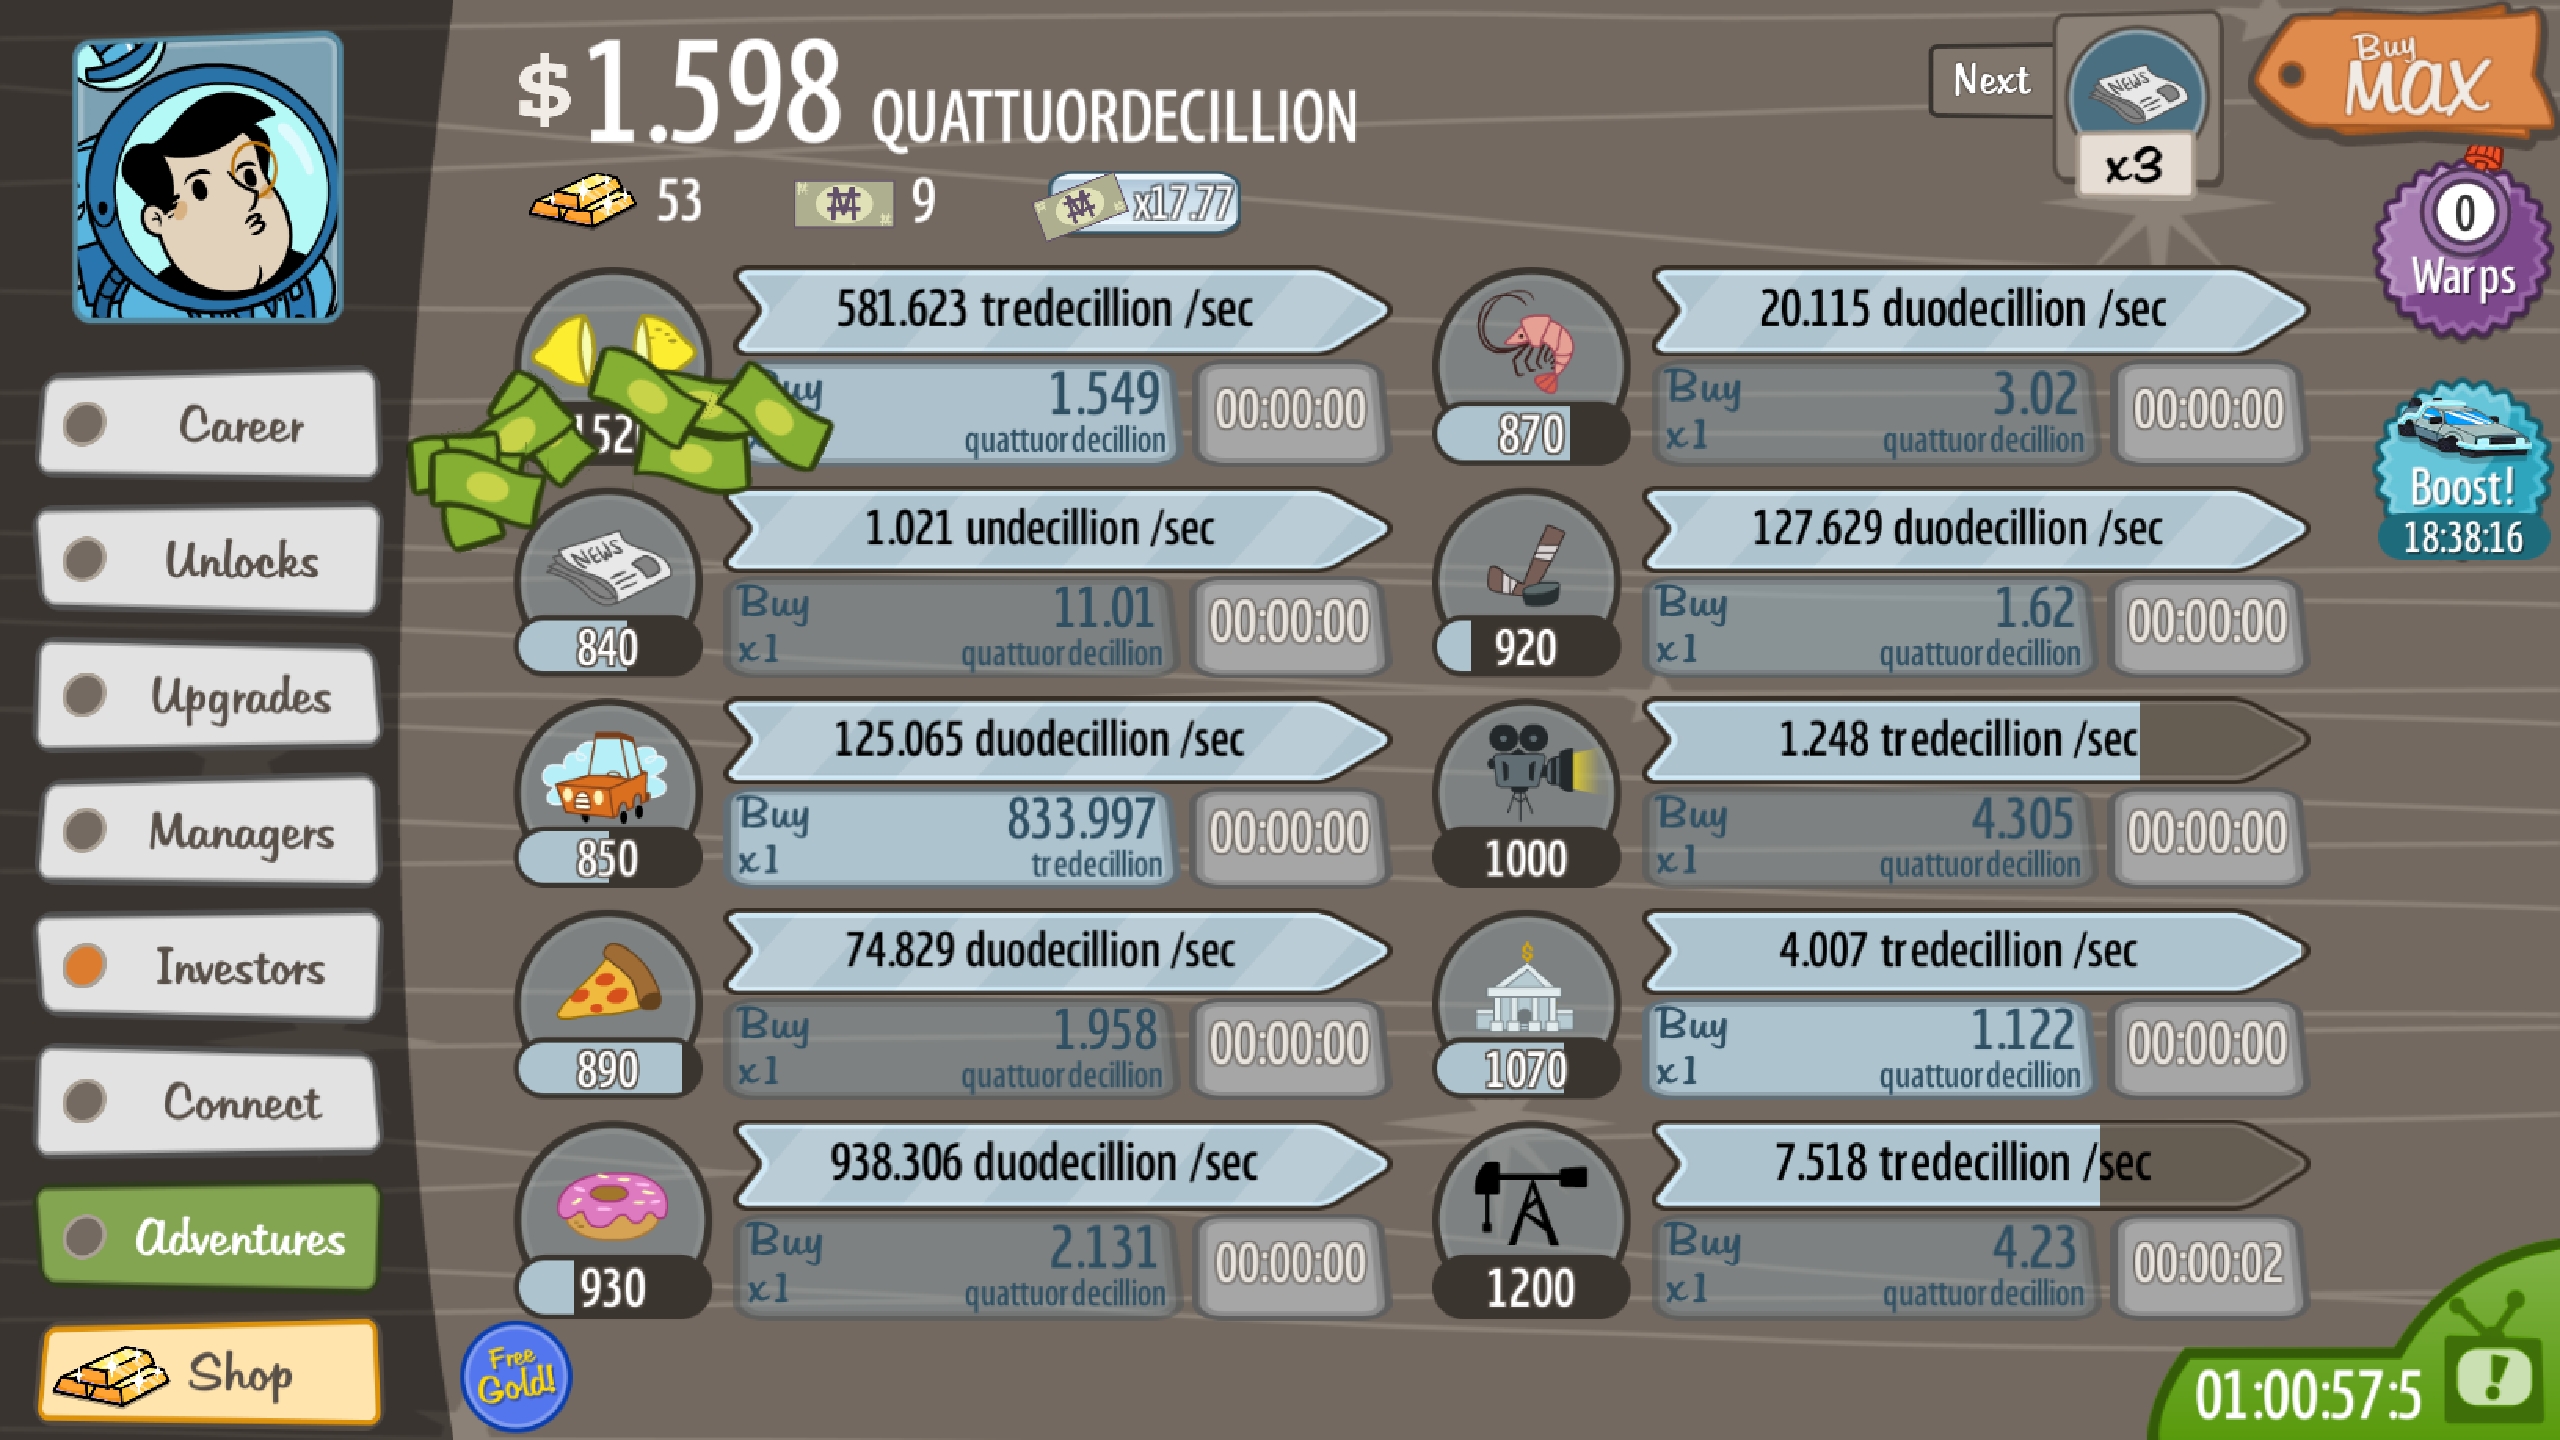 $1.598 QUATTUORDECILLION
Next
x3
Buy
MAX
53
9
x17.77
0
Warps
Boost!
18:38:16
Career
Unlocks
Upgrades
Managers
Investors
Connect
Adventures
Shop
581.623 tredecillion /sec
1.549
quattuordecillion
00:00:00
NEWS
840
1.021 undecillion /sec
Buy
x1
11.01
quattuordecillion
00:00:00
850
125.065 duodecillion /sec
Buy
x1
833.997
tredecillion
00:00:00
890
74.829 duodecillion /sec
Buy
x1
1.958
quattuordecillion
00:00:00
930
938.306 duodecillion /sec
Buy
x1
2.131
quattuordecillion
00:00:00
870
20.115 duodecillion /sec
Buy
x1
3.02
quattuordecillion
00:00:00
920
127.629 duodecillion /sec
Buy
x1
1.62
quattuordecillion
00:00:00
1000
1.248 tredecillion /sec
Buy
x1
4.305
quattuordecillion
00:00:00
1070
4.007 tredecillion /sec
Buy
x1
1.122
quattuordecillion
00:00:00
1200
7.518 tredecillion /sec
Buy
x1
4.23
quattuordecillion
00:00:02
Free
Gold!
01:00:57:5